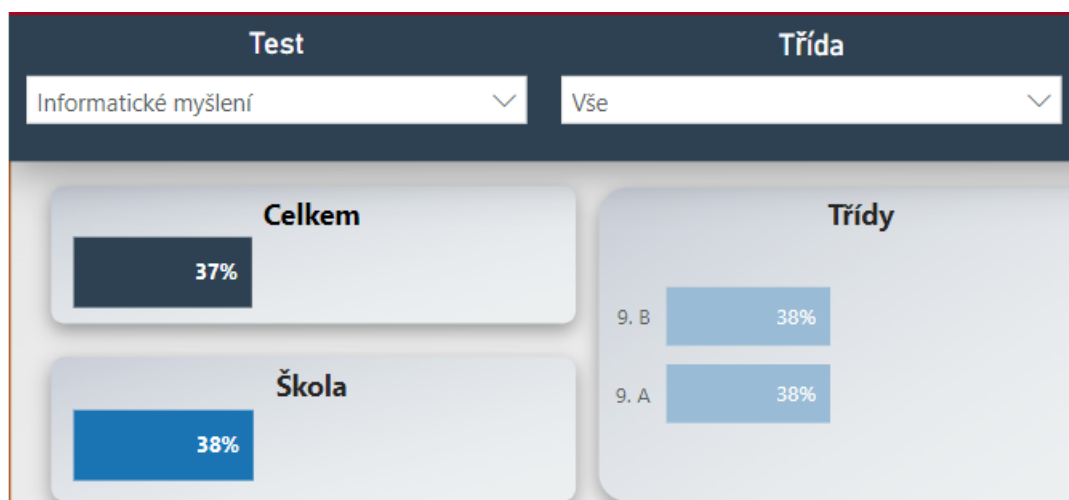 Test
Třída
Informatické myšlení
Vše
Celkem
37%
Škola
38%
Třídy
9. B
38%
9. A
38%